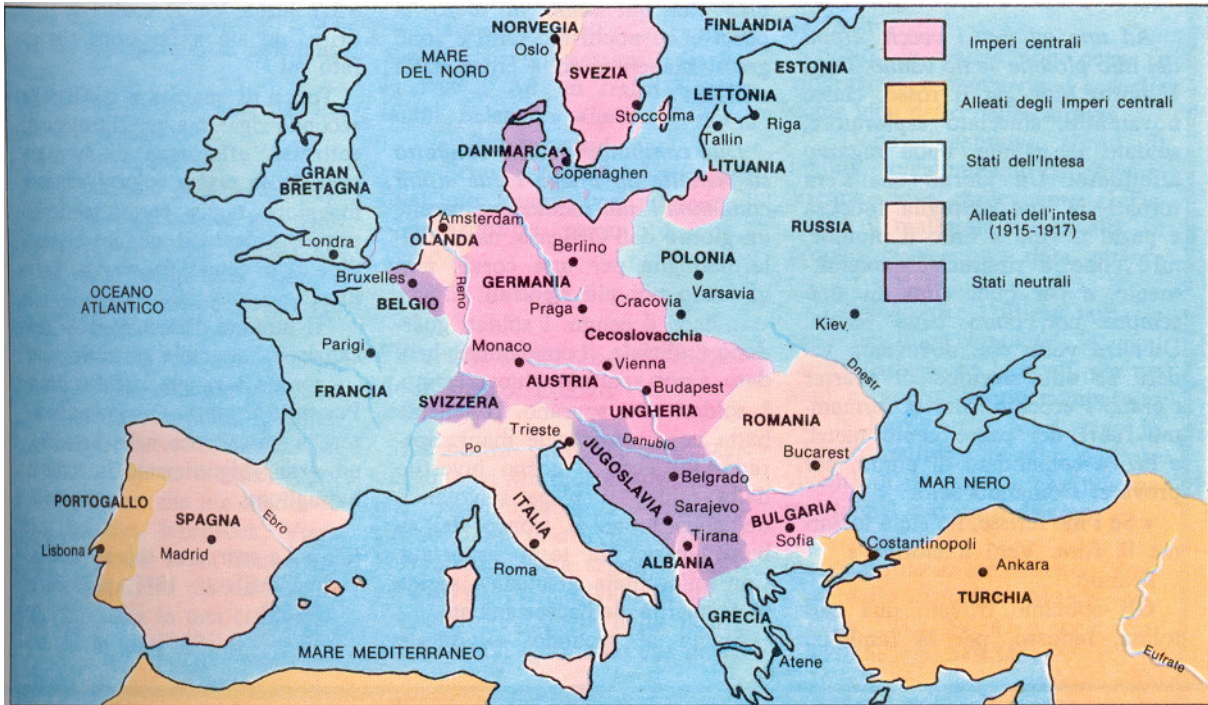 MARE
DEL NORD
NORVEGIA
Oslo
SVEZIA
Stoccolma
FINLANDIA
ESTONIA
LETTONIA
Tallin
Riga
LITUANIA
DANIMARCA
Copenaghen
GRAN
BRETAGNA
Londra
Amsterdam
OLANDA
Bruxelles
BELGIO
Reno
Berlino
GERMANIA
Praga
Cracovia
POLONIA
Varsavia
RUSSIA
Kiev
OCEANO
ATLANTICO
Parigi
FRANCIA
Monaco
Cecoslovacchia
Vienna
AUSTRIA
Budapest
UNGHERIA
SVIZZERA
Dnestr
ROMANIA
Bucarest
Trieste
Po
Danubio
JUGOSLAVIA
Belgrado
Sarajevo
BULGARIA
Sofia
Tirana
ALBANIA
MAR NERO
PORTOGALLO
Lisbona
SPAGNA
Madrid
Ebro
ITALIA
Roma
Costantinopoli
Ankara
TURCHIA
GRECIA
Atene
Eufrate
MARE MEDITERRANEO
Imperi centrali
Alleati degli Imperi centrali
Stati dell'Intesa
Alleati dell'intesa
(1915-1917)
Stati neutrali